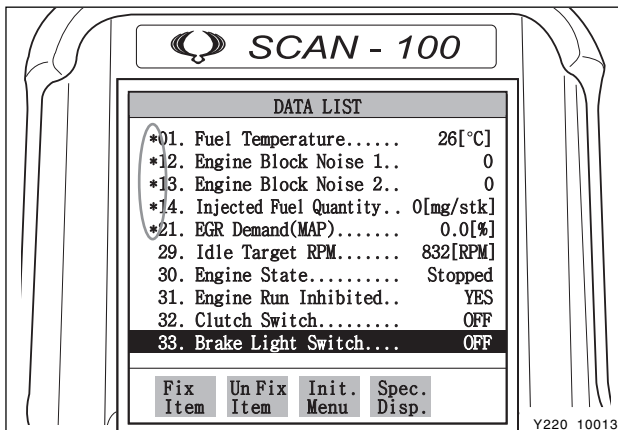 SCAN - 100
DATA LIST
*01. Fuel Temperature...... 26[°C]
*12. Engine Block Noise 1.. 0
*13. Engine Block Noise 2.. 0
*14. Injected Fuel Quantity.. 0[mg/stk]
*21. EGR Demand(MAP)....... 0.0[%]
29. Idle Target RPM....... 832[RPM]
30. Engine State.......... Stopped
31. Engine Run Inhibited.. YES
32. Clutch Switch......... OFF
33. Brake Light Switch.... OFF
Fix Item
Un Fix Item
Init. Menu
Spec. Disp.
Y220_10013